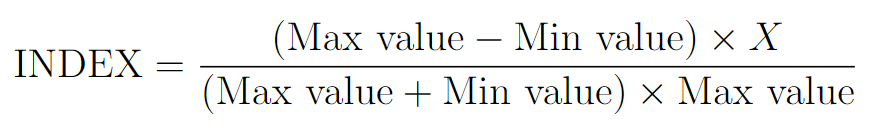 INDEX = (Max value − Min value) × X
(Max value + Min value) × Max value